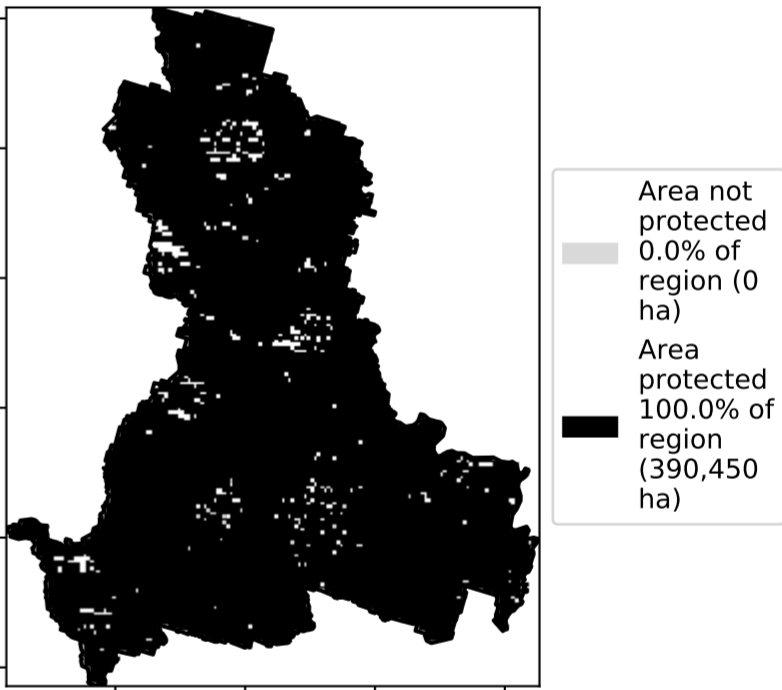 Area not
protected
0.0% of
region (0
ha)
Area
protected
100.0% of
region
(390,450
ha)